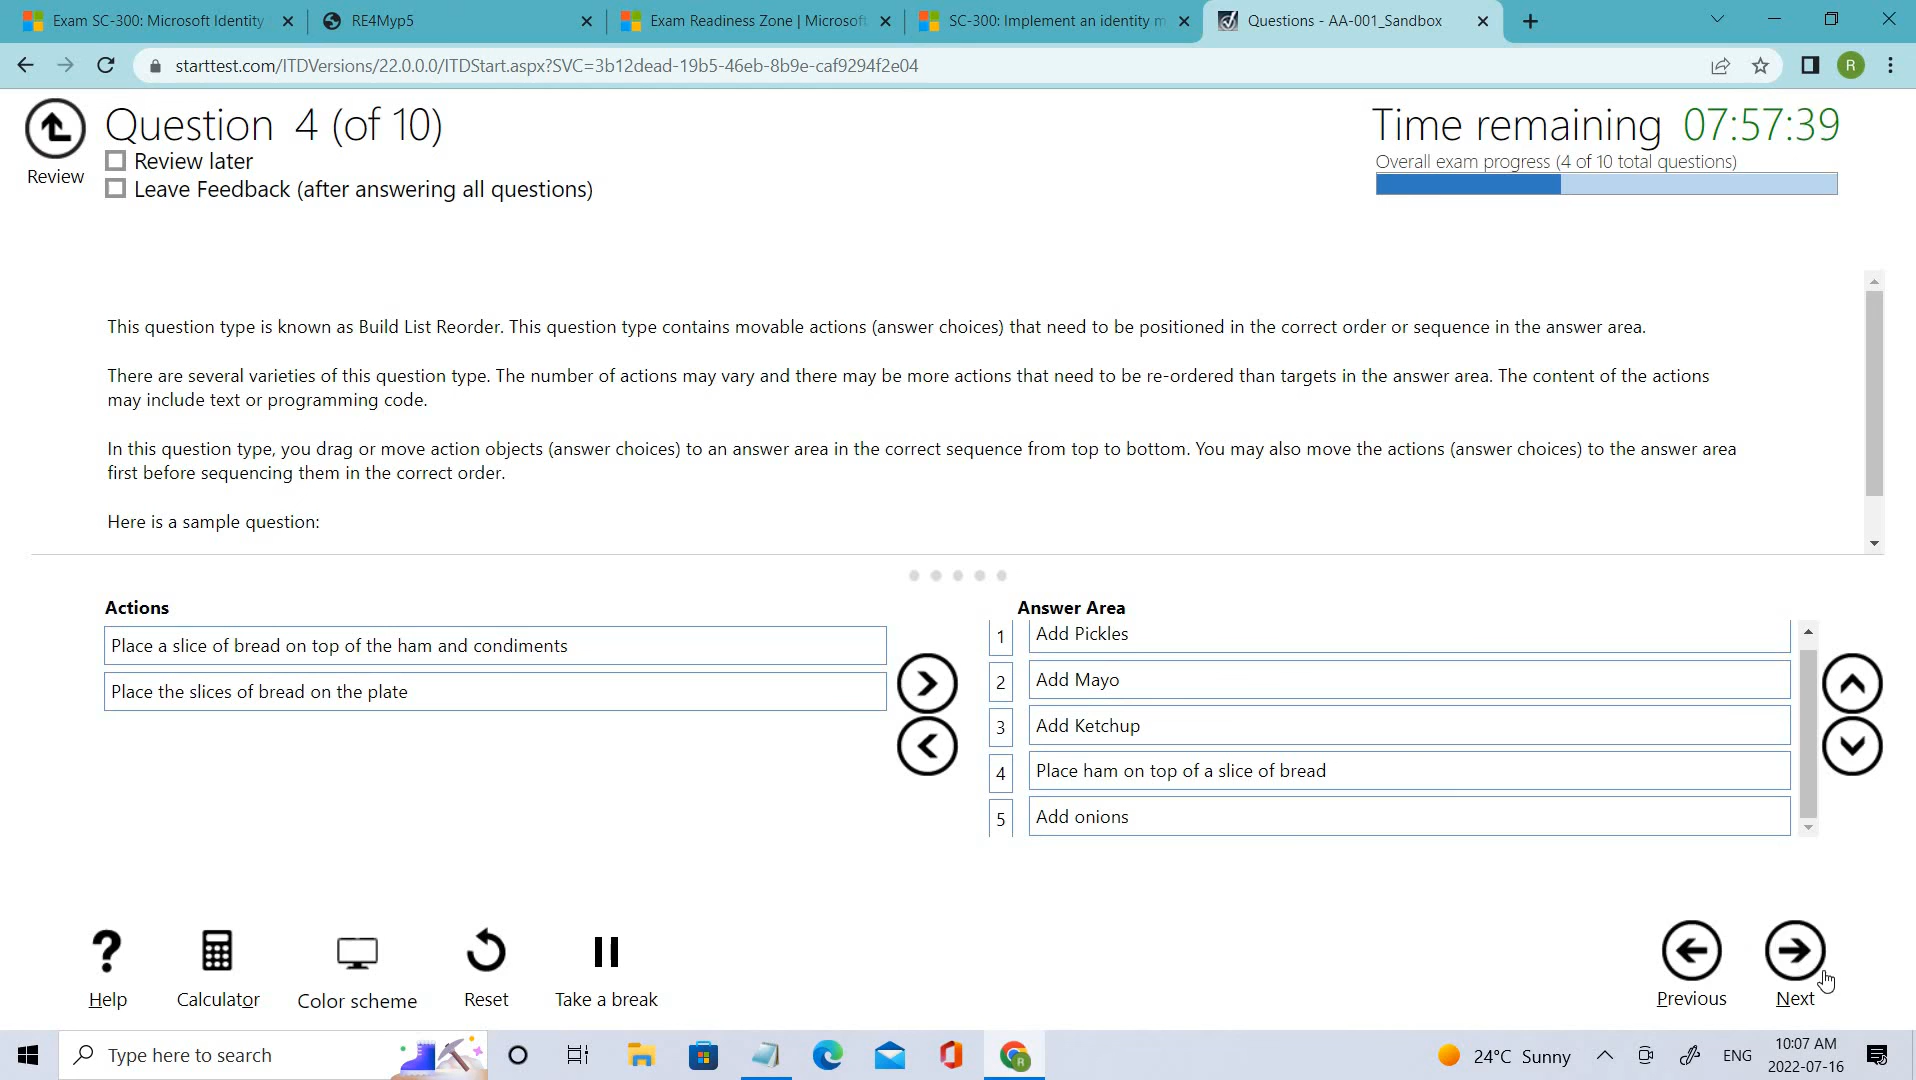 Exam SC-300: Microsoft Identity
RE4Myp5
Exam Readiness Zone | Microsoft
SC-300: Implement an identity m
Questions - AA-001_Sandbox
starttest.com/ITDVersions/22.0.0.0/ITDStart.aspx?SVC=3b12dead-19b5-46eb-8b9e-caf9294f2e04
R
Review
Question 4 (of 10)
Review later
Leave Feedback (after answering all questions)
Time remaining 07:57:39
Overall exam progress (4 of 10 total questions)
This question type is known as Build List Reorder. This question type contains movable actions (answer choices) that need to be positioned in the correct order or sequence in the answer area.
There are several varieties of this question type. The number of actions may vary and there may be more actions that need to be re-ordered than targets in the answer area. The content of the actions
may include text or programming code.
In this question type, you drag or move action objects (answer choices) to an answer area in the correct sequence from top to bottom. You may also move the actions (answer choices) to the answer area
first before sequencing them in the correct order.
Here is a sample question:
Actions
Place a slice of bread on top of the ham and condiments
Place the slices of bread on the plate
Answer Area
1 Add Pickles
2 Add Mayo
3 Add Ketchup
4 Place ham on top of a slice of bread
5 Add onions
Help
Calculator
Color scheme
Reset
Take a break
Previous
Next
Type here to search
R
24°C Sunny
ENG
10:07 AM
2022-07-16